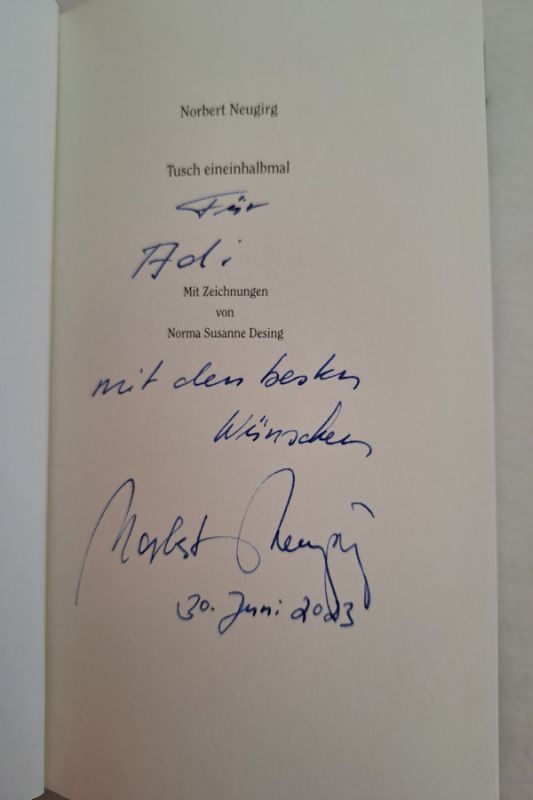 Norbert Neugirg
Tusch eineinhalbmal
Für
Adi
Mit Zeichnungen
von
Norma Susanne Desing
mit den besten
Wünschen
Norbert Neugirg
30. Juni 2023